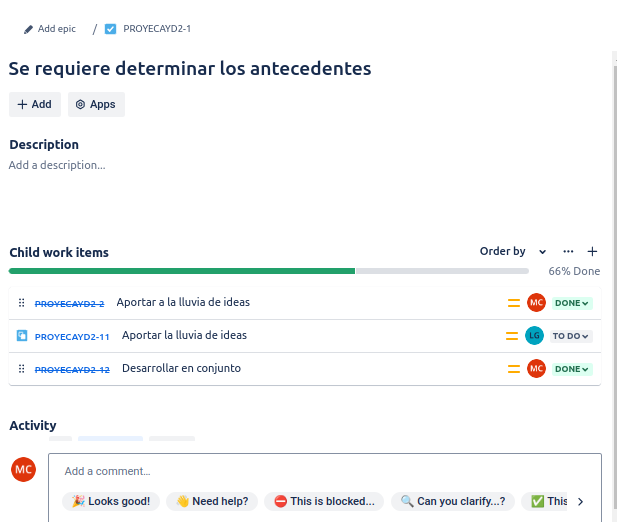 Add epic / PROYECAYD2-1
Se requiere determinar los antecedentes
Add Apps
Description
Add a description...
Child work items Order by
66% Done
PROYECAYD2-2 Aportar a la lluvia de ideas MC DONE
PROYECAYD2-11 Aportar la lluvia de ideas LG TO DO
PROYECAYD2-12 Desarrollar en conjunto MC DONE
Activity
MC Add a comment...
🎉 Looks good! 👋 Need help? ⛔ This is blocked... 🔍 Can you clarify...? ✅ This